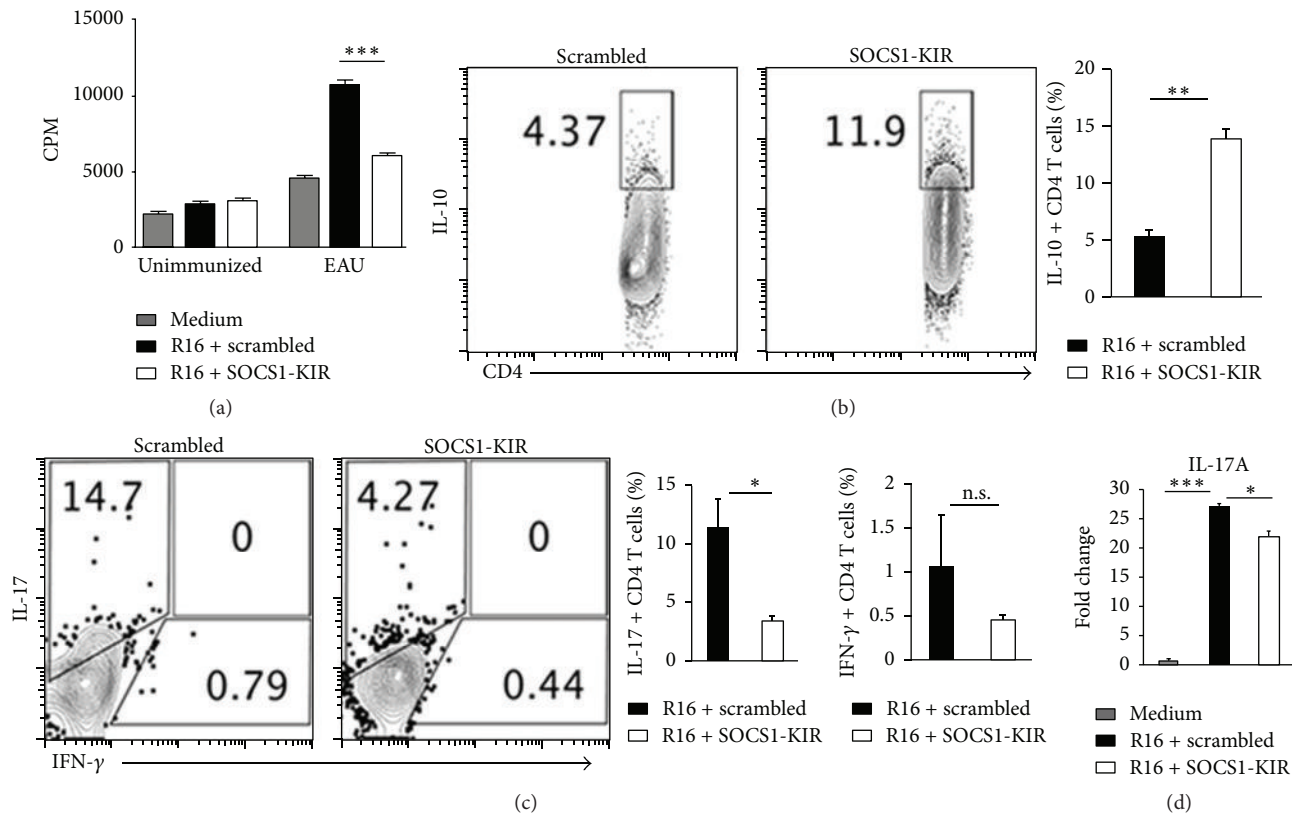 15000
10000
5000
0
CPM
***
Unimmunized
EAU
Medium
R16 + scrambled
R16 + SOCS1-KIR
(a)
Scrambled
SOCS1-KIR
4.37
11.9
IL-10
CD4
20
15
10
5
0
IL-10 + CD4 T cells (%)
**
R16 + scrambled
R16 + SOCS1-KIR
(b)
Scrambled
SOCS1-KIR
14.7
0
0.79
4.27
0
0.44
IL-17
IFN-γ
15
10
5
0
IL-17 + CD4 T cells (%)
*
R16 + scrambled
R16 + SOCS1-KIR
2
1.5
1
0.5
0
IFN-γ + CD4 T cells (%)
n.s.
R16 + scrambled
R16 + SOCS1-KIR
(c)
IL-17A
30
25
20
15
10
5
0
Fold change
***
*
Medium
R16 + scrambled
R16 + SOCS1-KIR
(d)